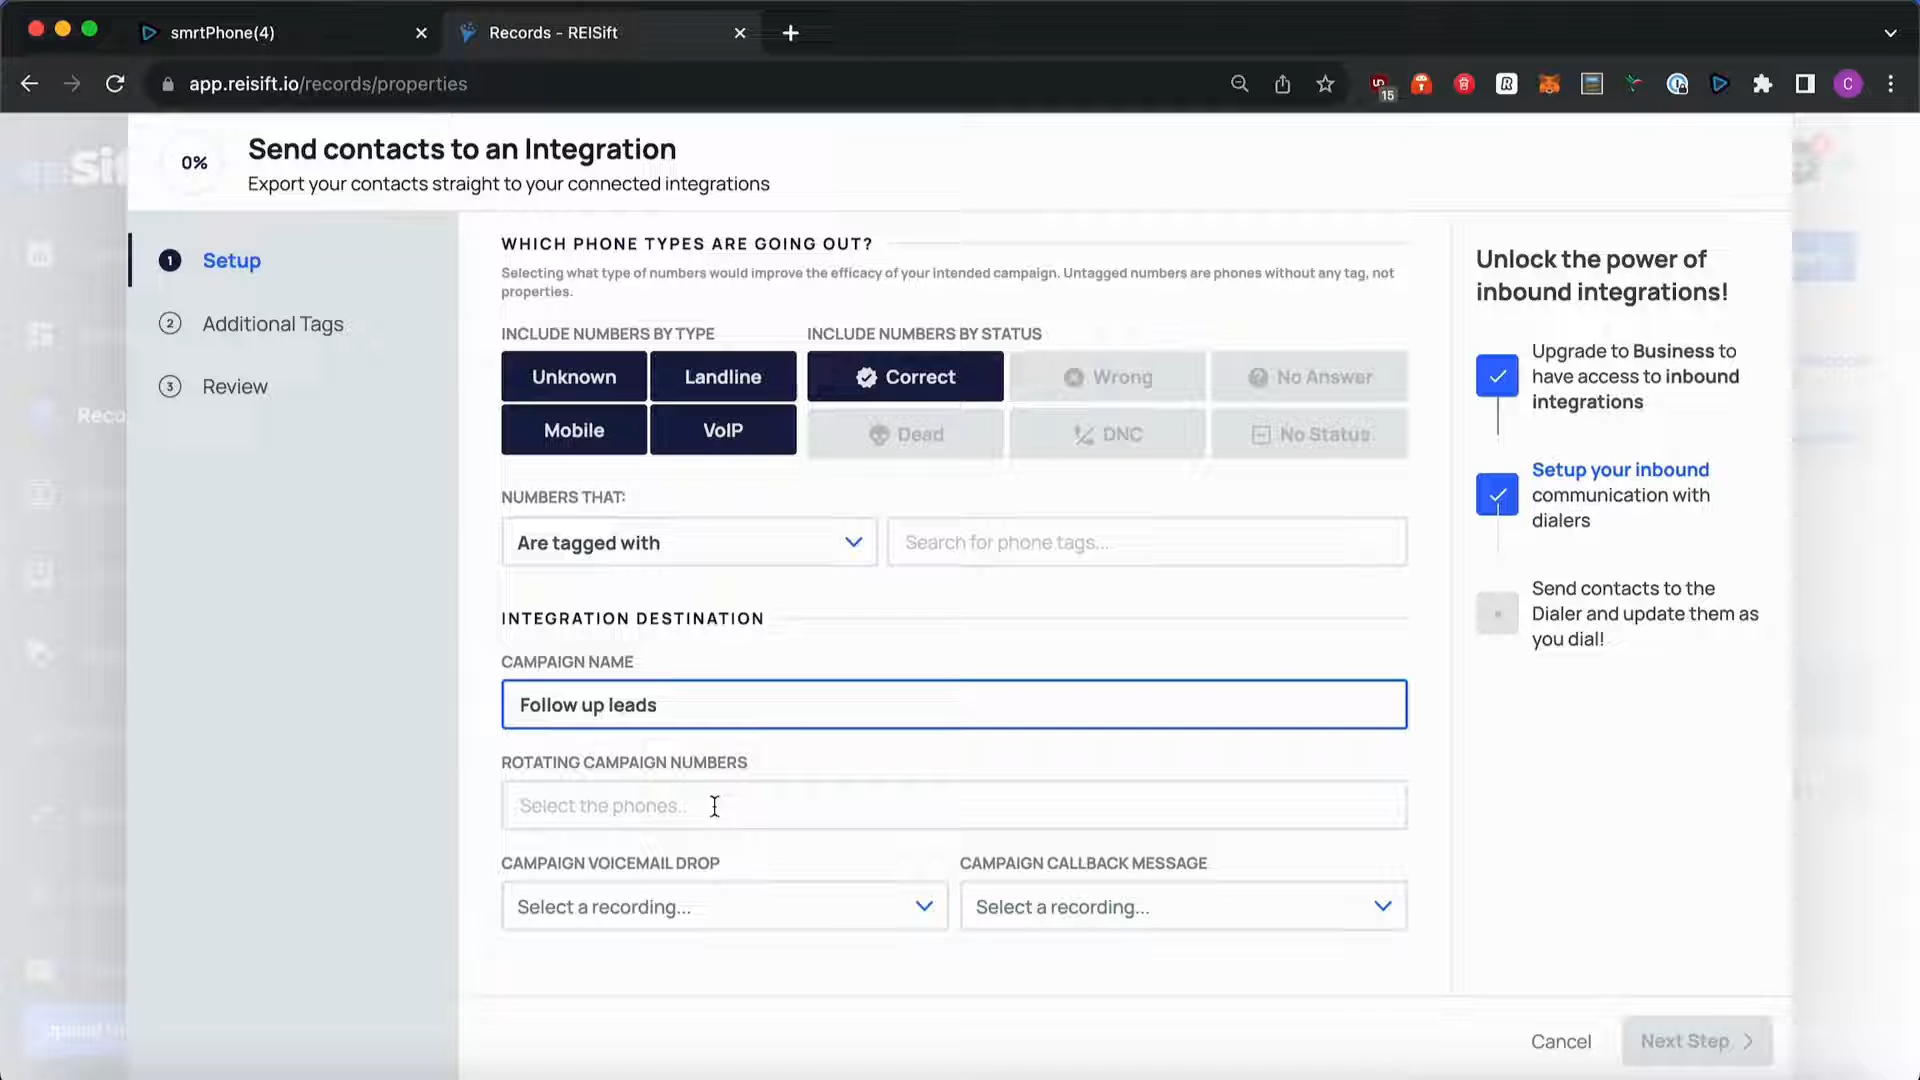 smrtPhone(4)
Records - REISift
app.reisift.io/records/properties
15
C
0%
Send contacts to an Integration
Export your contacts straight to your connected integrations
1 Setup
2 Additional Tags
3 Review
WHICH PHONE TYPES ARE GOING OUT?
Selecting what type of numbers would improve the efficacy of your intended campaign. Untagged numbers are phones without any tag, not
properties.
INCLUDE NUMBERS BY TYPE
INCLUDE NUMBERS BY STATUS
Unknown Landline Correct Wrong No Answer
Mobile VoIP Dead DNC No Status
NUMBERS THAT:
Are tagged with
Search for phone tags...
INTEGRATION DESTINATION
CAMPAIGN NAME
Follow up leads
ROTATING CAMPAIGN NUMBERS
Select the phones..
CAMPAIGN VOICEMAIL DROP
CAMPAIGN CALLBACK MESSAGE
Select a recording...
Select a recording...
Unlock the power of
inbound integrations!
Upgrade to Business to
have access to inbound
integrations
Setup your inbound
communication with
dialers
Send contacts to the
Dialer and update them as
you dial!
Cancel
Next Step
Sif
Reco